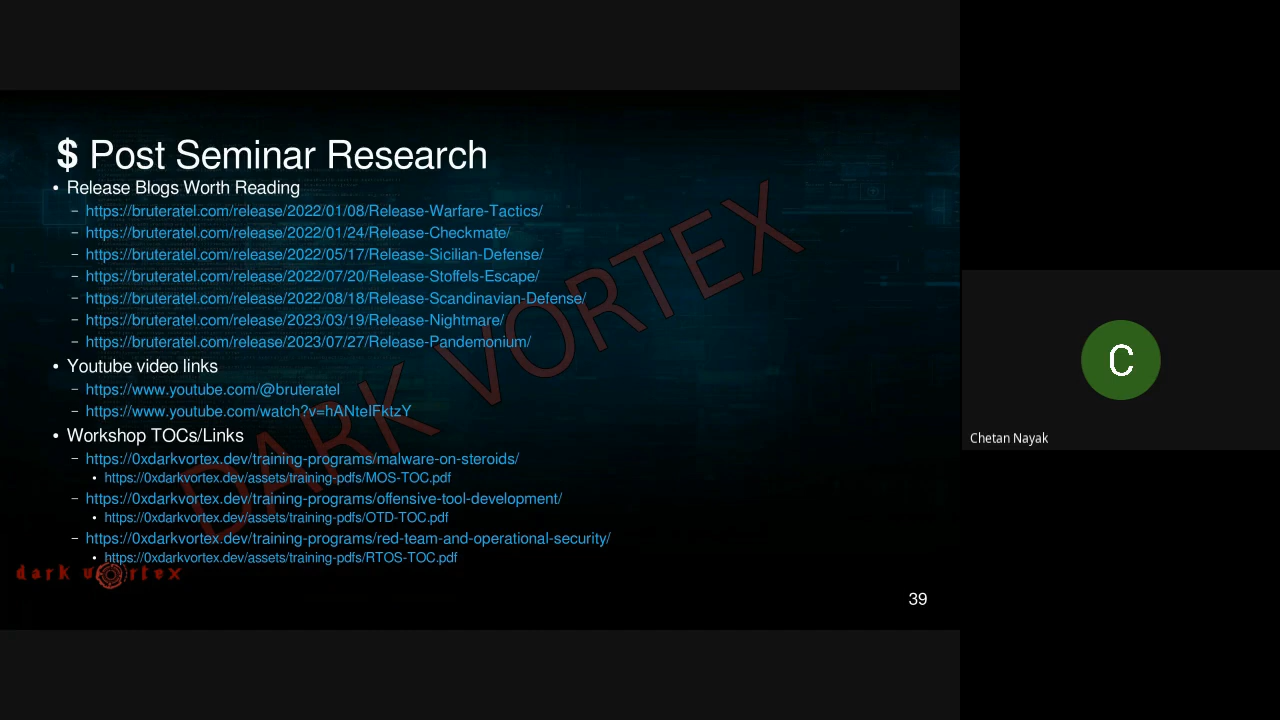 $ Post Seminar Research
• Release Blogs Worth Reading
– https://bruteratel.com/release/2022/01/08/Release-Warfare-Tactics/
– https://bruteratel.com/release/2022/01/24/Release-Checkmate/
– https://bruteratel.com/release/2022/05/17/Release-Sicilian-Defense/
– https://bruteratel.com/release/2022/07/20/Release-Stoffels-Escape/
– https://bruteratel.com/release/2022/08/18/Release-Scandinavian-Defense/
– https://bruteratel.com/release/2023/03/19/Release-Nightmare/
– https://bruteratel.com/release/2023/07/27/Release-Pandemonium/
• Youtube video links
– https://www.youtube.com/@bruteratel
– https://www.youtube.com/watch?v=hANteIFktzY
• Workshop TOCs/Links
– https://0xdarkvortex.dev/training-programs/malware-on-steroids/
• https://0xdarkvortex.dev/assets/training-pdfs/MOS-TOC.pdf
– https://0xdarkvortex.dev/training-programs/offensive-tool-development/
• https://0xdarkvortex.dev/assets/training-pdfs/OTD-TOC.pdf
– https://0xdarkvortex.dev/training-programs/red-team-and-operational-security/
• https://0xdarkvortex.dev/assets/training-pdfs/RTOS-TOC.pdf
DARK VORTEX
dark vortex
39
C
Chetan Nayak